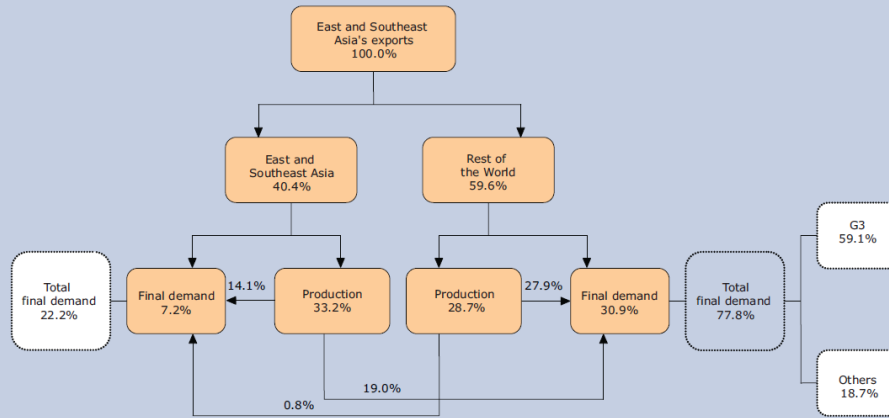 East and Southeast
Asia's exports
100.0%
East and
Southeast Asia
40.4%
Rest of
the World
59.6%
G3
59.1%
Total
final demand
22.2%
Final demand
7.2%
14.1%
Production
33.2%
Production
28.7%
27.9%
Final demand
30.9%
Total
final demand
77.8%
19.0%
0.8%
Others
18.7%